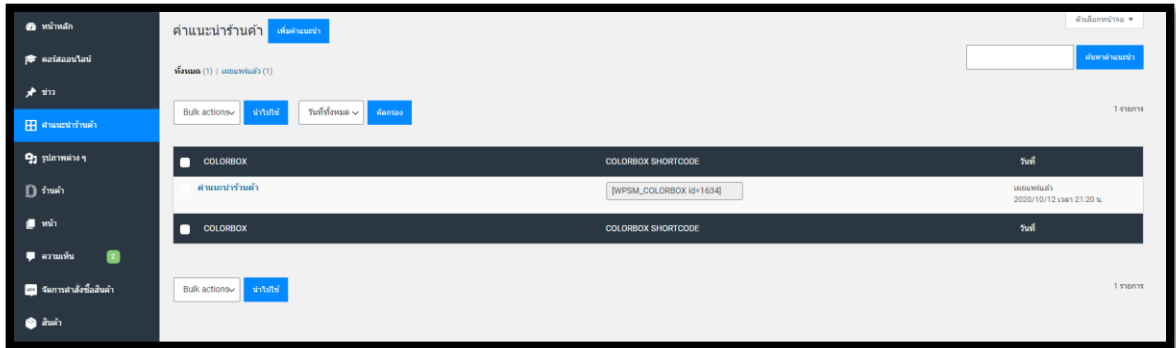 หน้าหลัก
คอร์สออนไลน์
ข่าว
คำแนะนำร้านค้า
รูปภาพต่าง ๆ
ร้านค้า
หน้า
ความเห็น 2
จัดการคำสั่งซื้อสินค้า
สินค้า
คำแนะนำร้านค้า เพิ่มคำแนะนำ
ตัวเลือกหน้าจอ
ทั้งหมด (1) | เผยแพร่แล้ว (1)
ค้นหาคำแนะนำ
Bulk actions นำไปใช้ วันที่ทั้งหมด คัดกรอง 1 รายการ
COLORBOX COLORBOX SHORTCODE วันที่
คำแนะนำร้านค้า [WPSM_COLORBOX id=1634] เผยแพร่แล้ว
2020/10/12 เวลา 21:20 น.
COLORBOX COLORBOX SHORTCODE วันที่
Bulk actions นำไปใช้ 1 รายการ